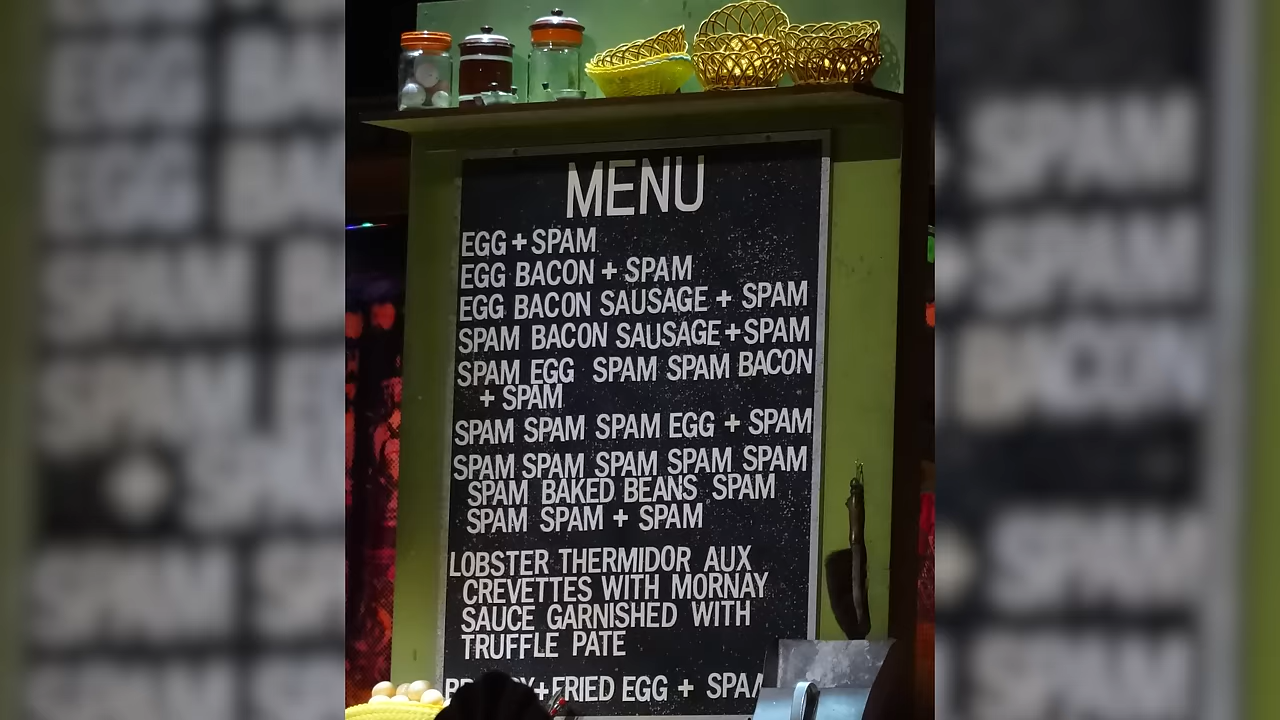 MENU
EGG + SPAM
EGG BACON + SPAM
EGG BACON SAUSAGE + SPAM
SPAM BACON SAUSAGE + SPAM
SPAM EGG SPAM SPAM BACON
+ SPAM
SPAM SPAM SPAM EGG + SPAM
SPAM SPAM SPAM SPAM SPAM
SPAM BAKED BEANS SPAM
SPAM SPAM + SPAM
LOBSTER THERMIDOR AUX
CREVETTES WITH MORNAY
SAUCE GARNISHED WITH
TRUFFLE PATE
+ FRIED EGG +